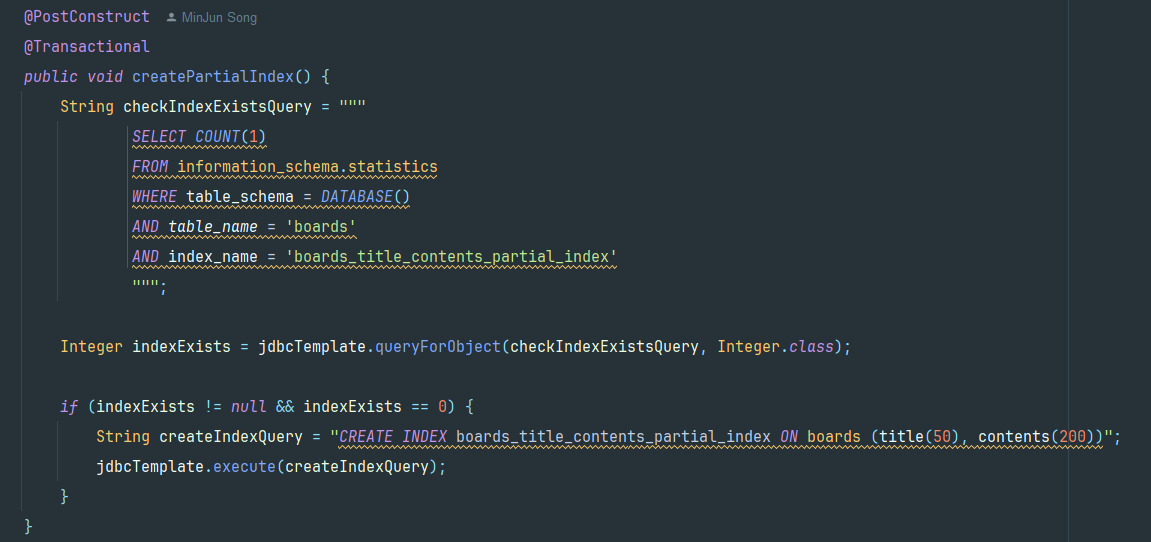 @PostConstruct MinJun Song
@Transactional
public void createPartialIndex() {
String checkIndexExistsQuery = """
SELECT COUNT(1)
FROM information_schema.statistics
WHERE table_schema = DATABASE()
AND table_name = 'boards'
AND index_name = 'boards_title_contents_partial_index'
""";
Integer indexExists = jdbcTemplate.queryForObject(checkIndexExistsQuery, Integer.class);
if (indexExists != null && indexExists == 0) {
String createIndexQuery = "CREATE INDEX boards_title_contents_partial_index ON boards (title(50), contents(200))";
jdbcTemplate.execute(createIndexQuery);
}
}